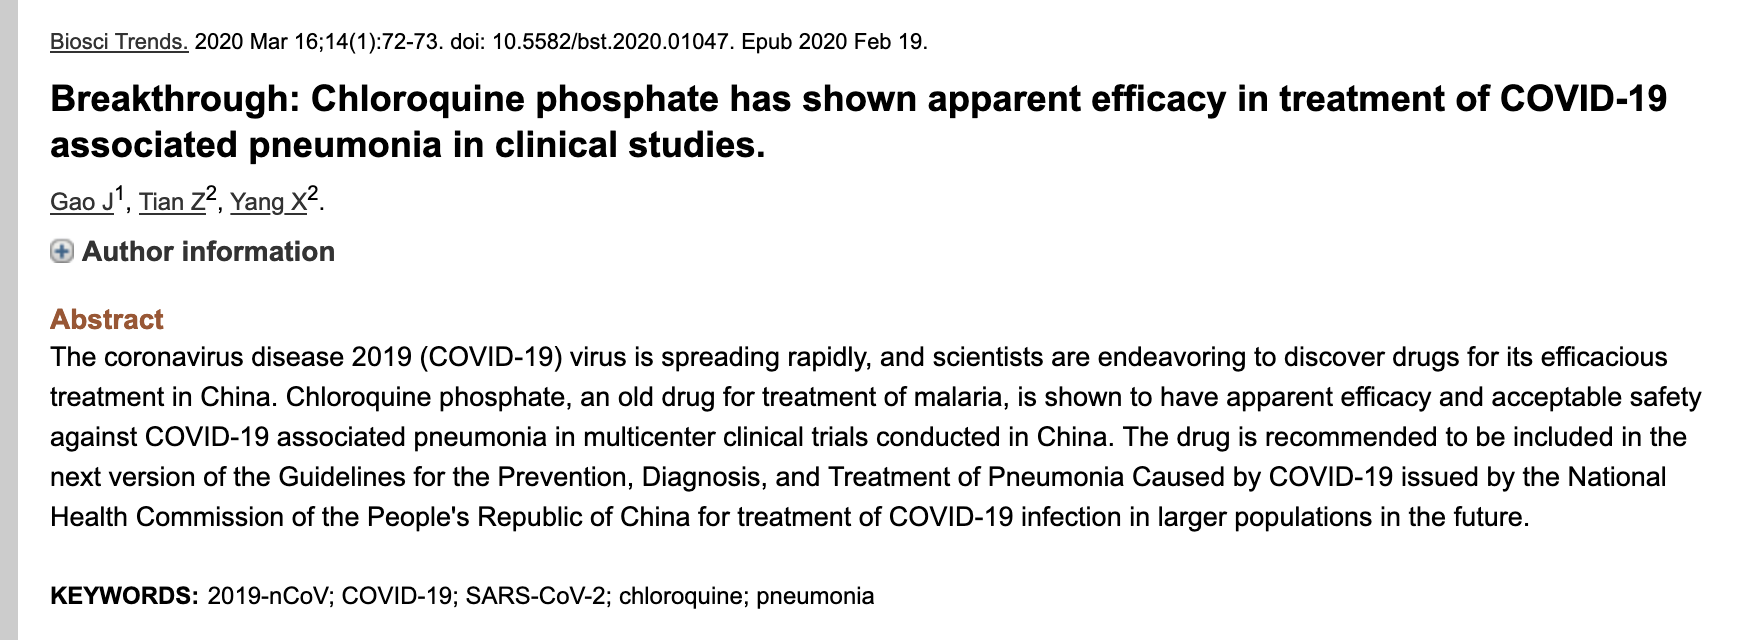 Biosci Trends. 2020 Mar 16;14(1):72-73. doi: 10.5582/bst.2020.01047. Epub 2020 Feb 19.
Breakthrough: Chloroquine phosphate has shown apparent efficacy in treatment of COVID-19
associated pneumonia in clinical studies.
Gao J1, Tian Z2, Yang X2.
Author information
Abstract
The coronavirus disease 2019 (COVID-19) virus is spreading rapidly, and scientists are endeavoring to discover drugs for its efficacious
treatment in China. Chloroquine phosphate, an old drug for treatment of malaria, is shown to have apparent efficacy and acceptable safety
against COVID-19 associated pneumonia in multicenter clinical trials conducted in China. The drug is recommended to be included in the
next version of the Guidelines for the Prevention, Diagnosis, and Treatment of Pneumonia Caused by COVID-19 issued by the National
Health Commission of the People's Republic of China for treatment of COVID-19 infection in larger populations in the future.
KEYWORDS: 2019-nCoV; COVID-19; SARS-CoV-2; chloroquine; pneumonia